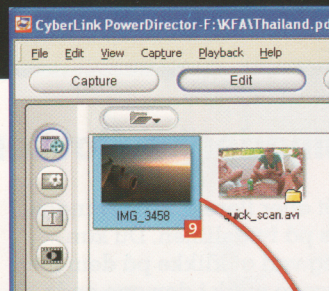 CyberLink PowerDirector-F:\KFA\Thailand.pd
File Edit View Capture Playback Help
Capture Edit
T
IMG_3458 quick_scan.avi
9